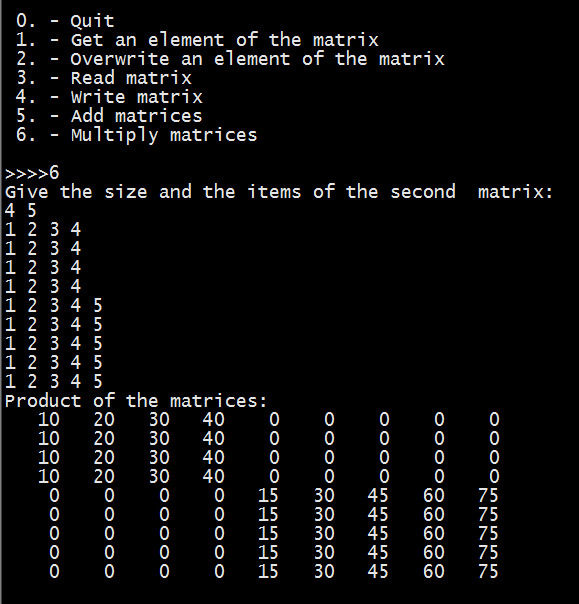 0. - Quit
1. - Get an element of the matrix
2. - Overwrite an element of the matrix
3. - Read matrix
4. - Write matrix
5. - Add matrices
6. - Multiply matrices
>>>>6
Give the size and the items of the second  matrix:
4 5
1 2 3 4
1 2 3 4
1 2 3 4
1 2 3 4
1 2 3 4 5
1 2 3 4 5
1 2 3 4 5
1 2 3 4 5
1 2 3 4 5
Product of the matrices:
10 20 30 40 0 0 0 0 0
10 20 30 40 0 0 0 0 0
10 20 30 40 0 0 0 0 0
10 20 30 40 0 0 0 0 0
0 0 0 0 15 30 45 60 75
0 0 0 0 15 30 45 60 75
0 0 0 0 15 30 45 60 75
0 0 0 0 15 30 45 60 75
0 0 0 0 15 30 45 60 75